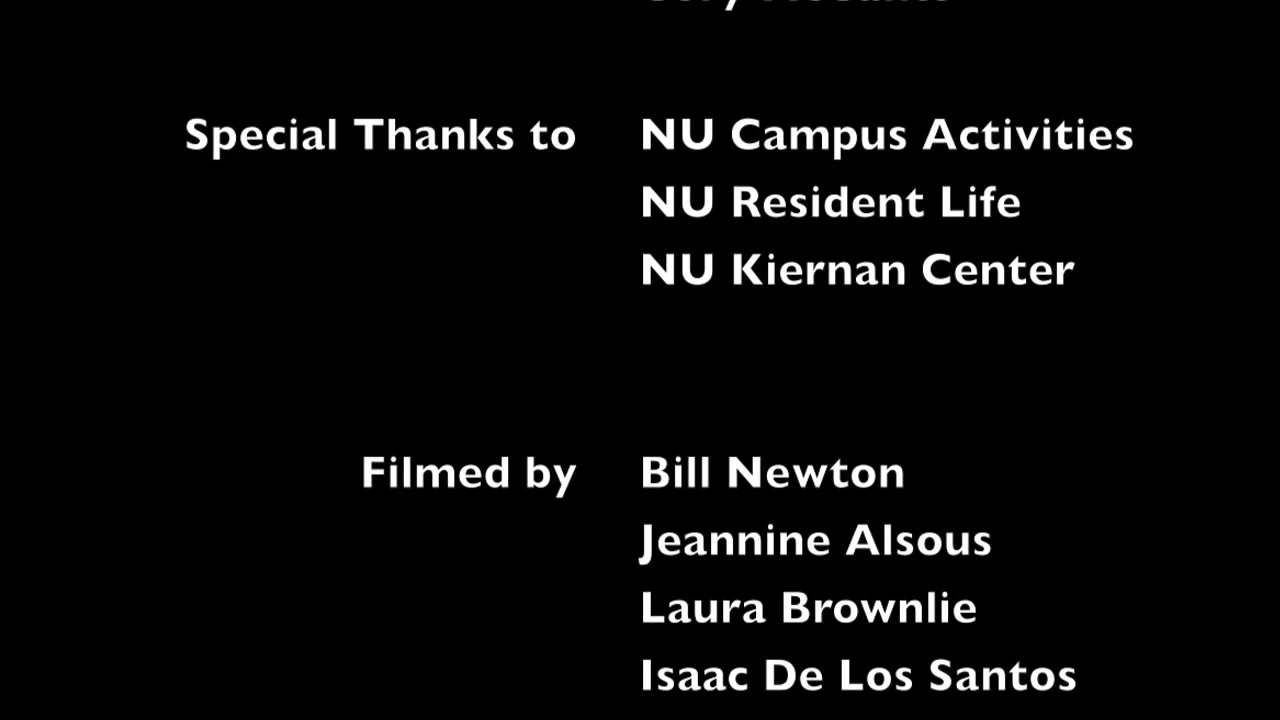 Special Thanks to NU Campus Activities
NU Resident Life
NU Kiernan Center
Filmed by Bill Newton
Jeannine Alsous
Laura Brownlie
Isaac De Los Santos